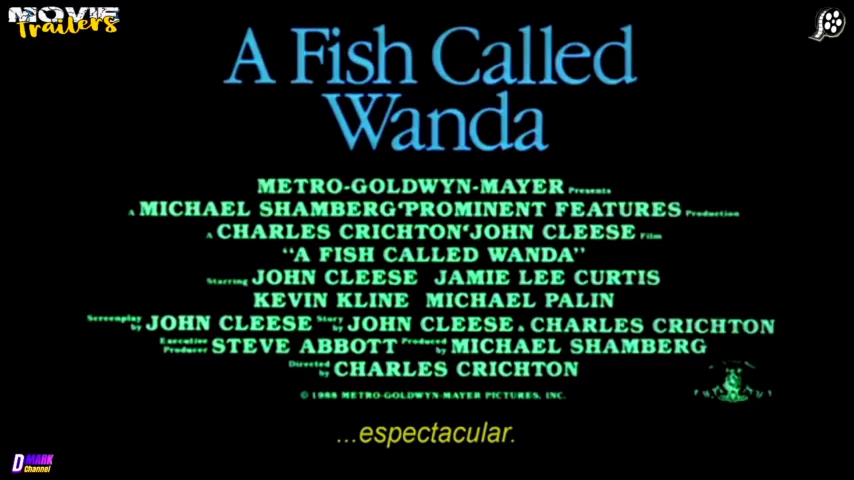 MOVIE
Trailers
A Fish Called
Wanda
METRO-GOLDWYN-MAYER Presents
A MICHAEL SHAMBERG-PROMINENT FEATURES Production
A CHARLES CRICHTON-JOHN CLEESE Film
"A FISH CALLED WANDA"
Starring JOHN CLEESE JAMIE LEE CURTIS
KEVIN KLINE MICHAEL PALIN
Screenplay by JOHN CLEESE Story by JOHN CLEESE & CHARLES CRICHTON
Executive Producer STEVE ABBOTT Produced by MICHAEL SHAMBERG
Directed by CHARLES CRICHTON
© 1988 METRO-GOLDWYN-MAYER PICTURES, INC.
...espectacular.
D MARK
Channel